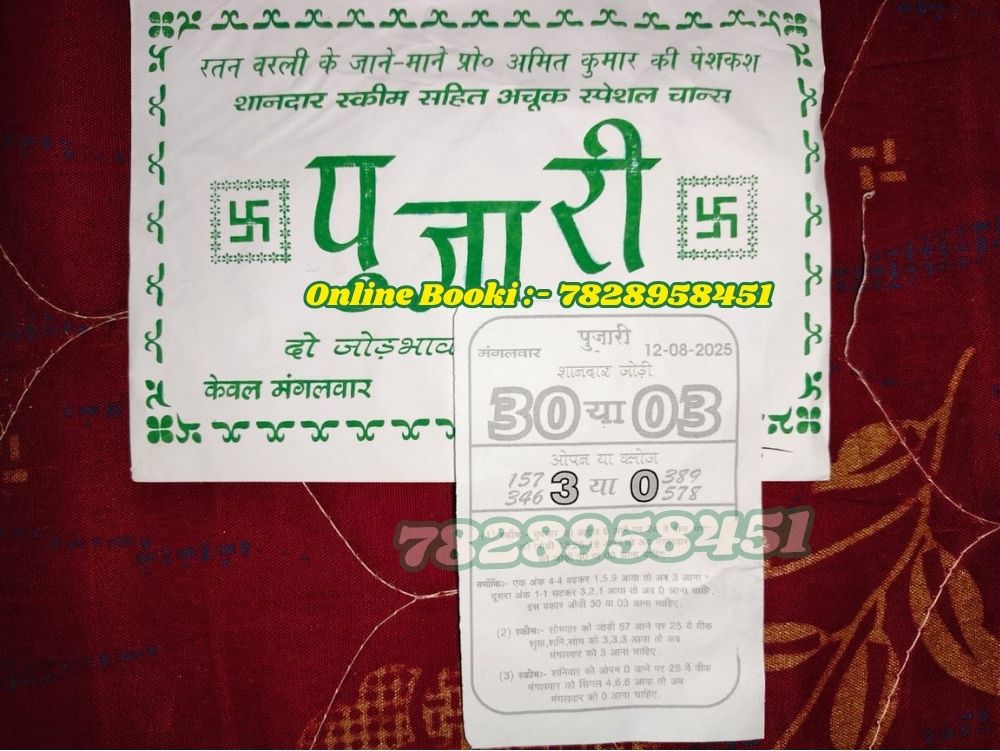 रतन वरली के जाने-माने प्रो० अमित कुमार की पेशकश
शानदार स्कीम सहित अचूक स्पेशल चान्स
पुजारी
Online Booki :- 7828958451
दो जोड़भाव
केवल मंगलवार
पुजारी
मंगलवार 12-08-2025
शानदार जोड़ी
30 या 03
ओपन या क्लोज
157 346 3 या 0 389 578
7828958451
क्योंकि:- एक अंक 4-4 बढ़कर 1,5,9 आया तो अब 3 आना
दूसरा अंक 1-1 घटकर 3,2,1 आया तो अब 0 आना चाहि
इस प्रकार जोड़ी 30 या 03 आना चाहिए.
(2) स्कीम:- सोमवार को जोडी 57 आने पर 25 वें वीक
शुक्र,शनि,सोम को 3,3,3 आया तो अब
मंगलवार को 3 आना चाहिए.
(3) स्कीम:- शनिवार को ओपन 0 आने पर 25 वें वीक
मंगलवार को सिंगल 4,6,8 आया तो अब
मंगलवार को 0 आना चाहिए.